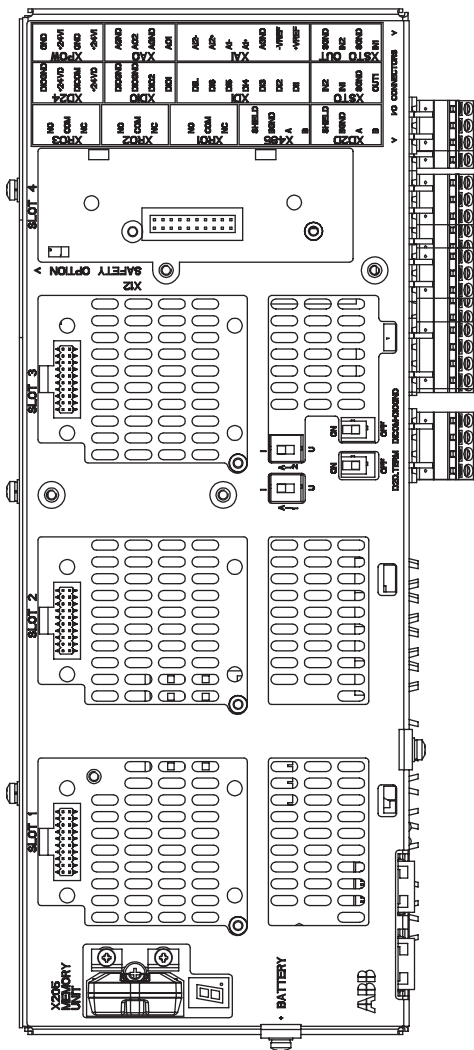 XPOW
GND
+24VI
GND
+24VI
XAO
AGND
AO2
AGND
AO1
XAI
AI2-
AI2+
AI1-
AI1+
AGND
-VREF
+VREF
XSTO OUT
SGND
IN2
SGND
IN1
XD24
DIOGND
+24VD
DICOM
+24VD
XDIO
DIOGND
DIOGND
DIO2
DIO1
XDI
DIIL
DI6
DI5
DI4
DI3
DI2
DI1
XSTO
IN2
IN1
SGND
OUT1
XRO3
NO
COM
NC
XRO2
NO
COM
NC
XRO1
NO
COM
NC
X485
SHIELD
BGND
A
B
XD2D
SHIELD
BGND
A
B
I/O CONNECTORS
SLOT 4
SAFETY OPTION
X12
SLOT 3
AI2
I
U
AI1
I
U
ON
OFF
DICOM=DIOGND
ON
OFF
D2D.TERM
SLOT 2
SLOT 1
X205
MEMORY
UNIT
+ BATTERY
ABB